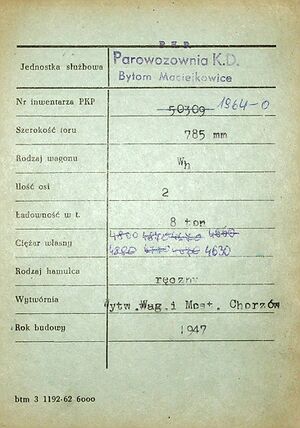 P. K. P.
Jednostka służbowa Parowozownia K.D.
Bytom Maciejkowice
Nr inwentarza PKP 50309 1964-0
Szerokość toru 785 mm
Rodzaj wagonu Wh
Ilość osi 2
Ładowność w t. 8 ton
4800
Ciężar własny 4630
Rodzaj hamulca ręczny
Wytwórnia Wytw.Wag.i Most. Chorzów
Rok budowy 1947
btm 3 1192-62 6000